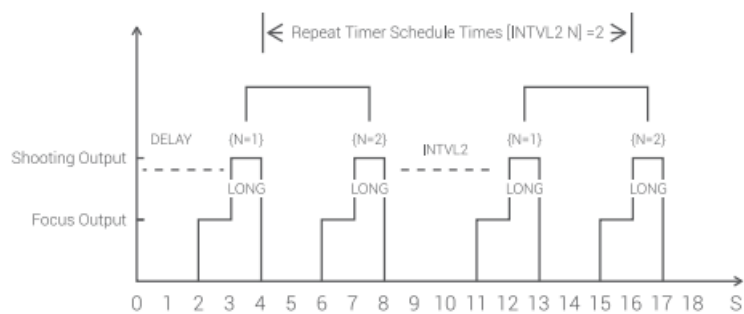 Repeat Timer Schedule Times [INTVL2 N] =2
DELAY {N=1} {N=2} INTVL2 {N=1} {N=2}
Shooting Output
LONG LONG LONG LONG
Focus Output
0 1 2 3 4 5 6 7 8 9 10 11 12 13 14 15 16 17 18 S